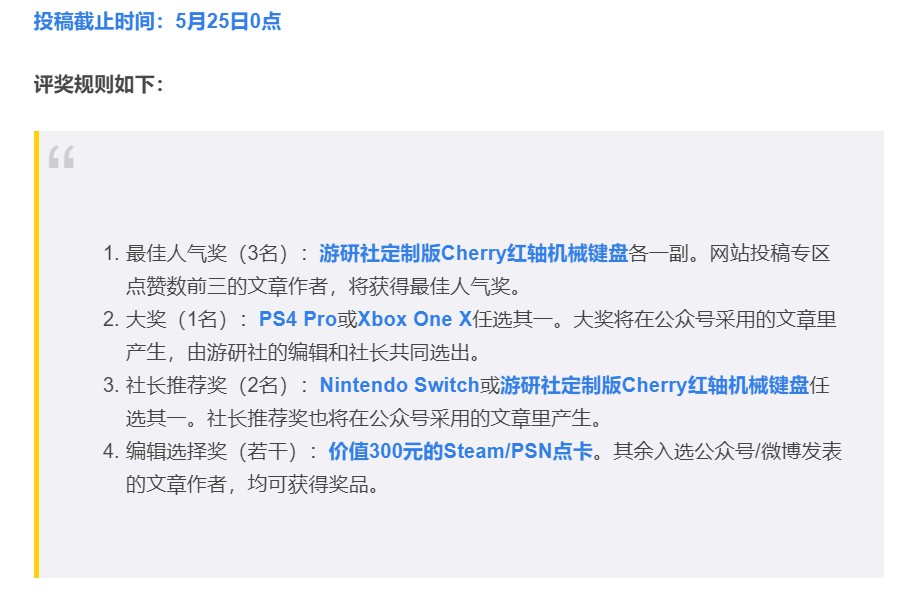 投稿截止时间：5月25日0点
评奖规则如下：
“
1. 最佳人气奖（3名）：游研社定制版Cherry红轴机械键盘各一副。网站投稿专区
点赞数前三的文章作者，将获得最佳人气奖。
2. 大奖（1名）：PS4 Pro或Xbox One X任选其一。大奖将在公众号采用的文章里
产生，由游研社的编辑和社长共同选出。
3. 社长推荐奖（2名）：Nintendo Switch或游研社定制版Cherry红轴机械键盘任
选其一。社长推荐奖也将在公众号采用的文章里产生。
4. 编辑选择奖（若干）：价值300元的Steam/PSN点卡。其余入选公众号/微博发表
的文章作者，均可获得奖品。